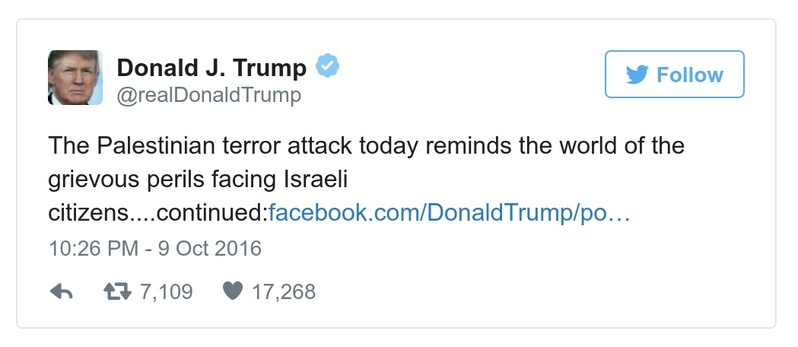 Donald J. Trump
@realDonaldTrump
Follow
The Palestinian terror attack today reminds the world of the
grievous perils facing Israeli
citizens....continued:facebook.com/DonaldTrump/po…
10:26 PM - 9 Oct 2016
7,109 17,268